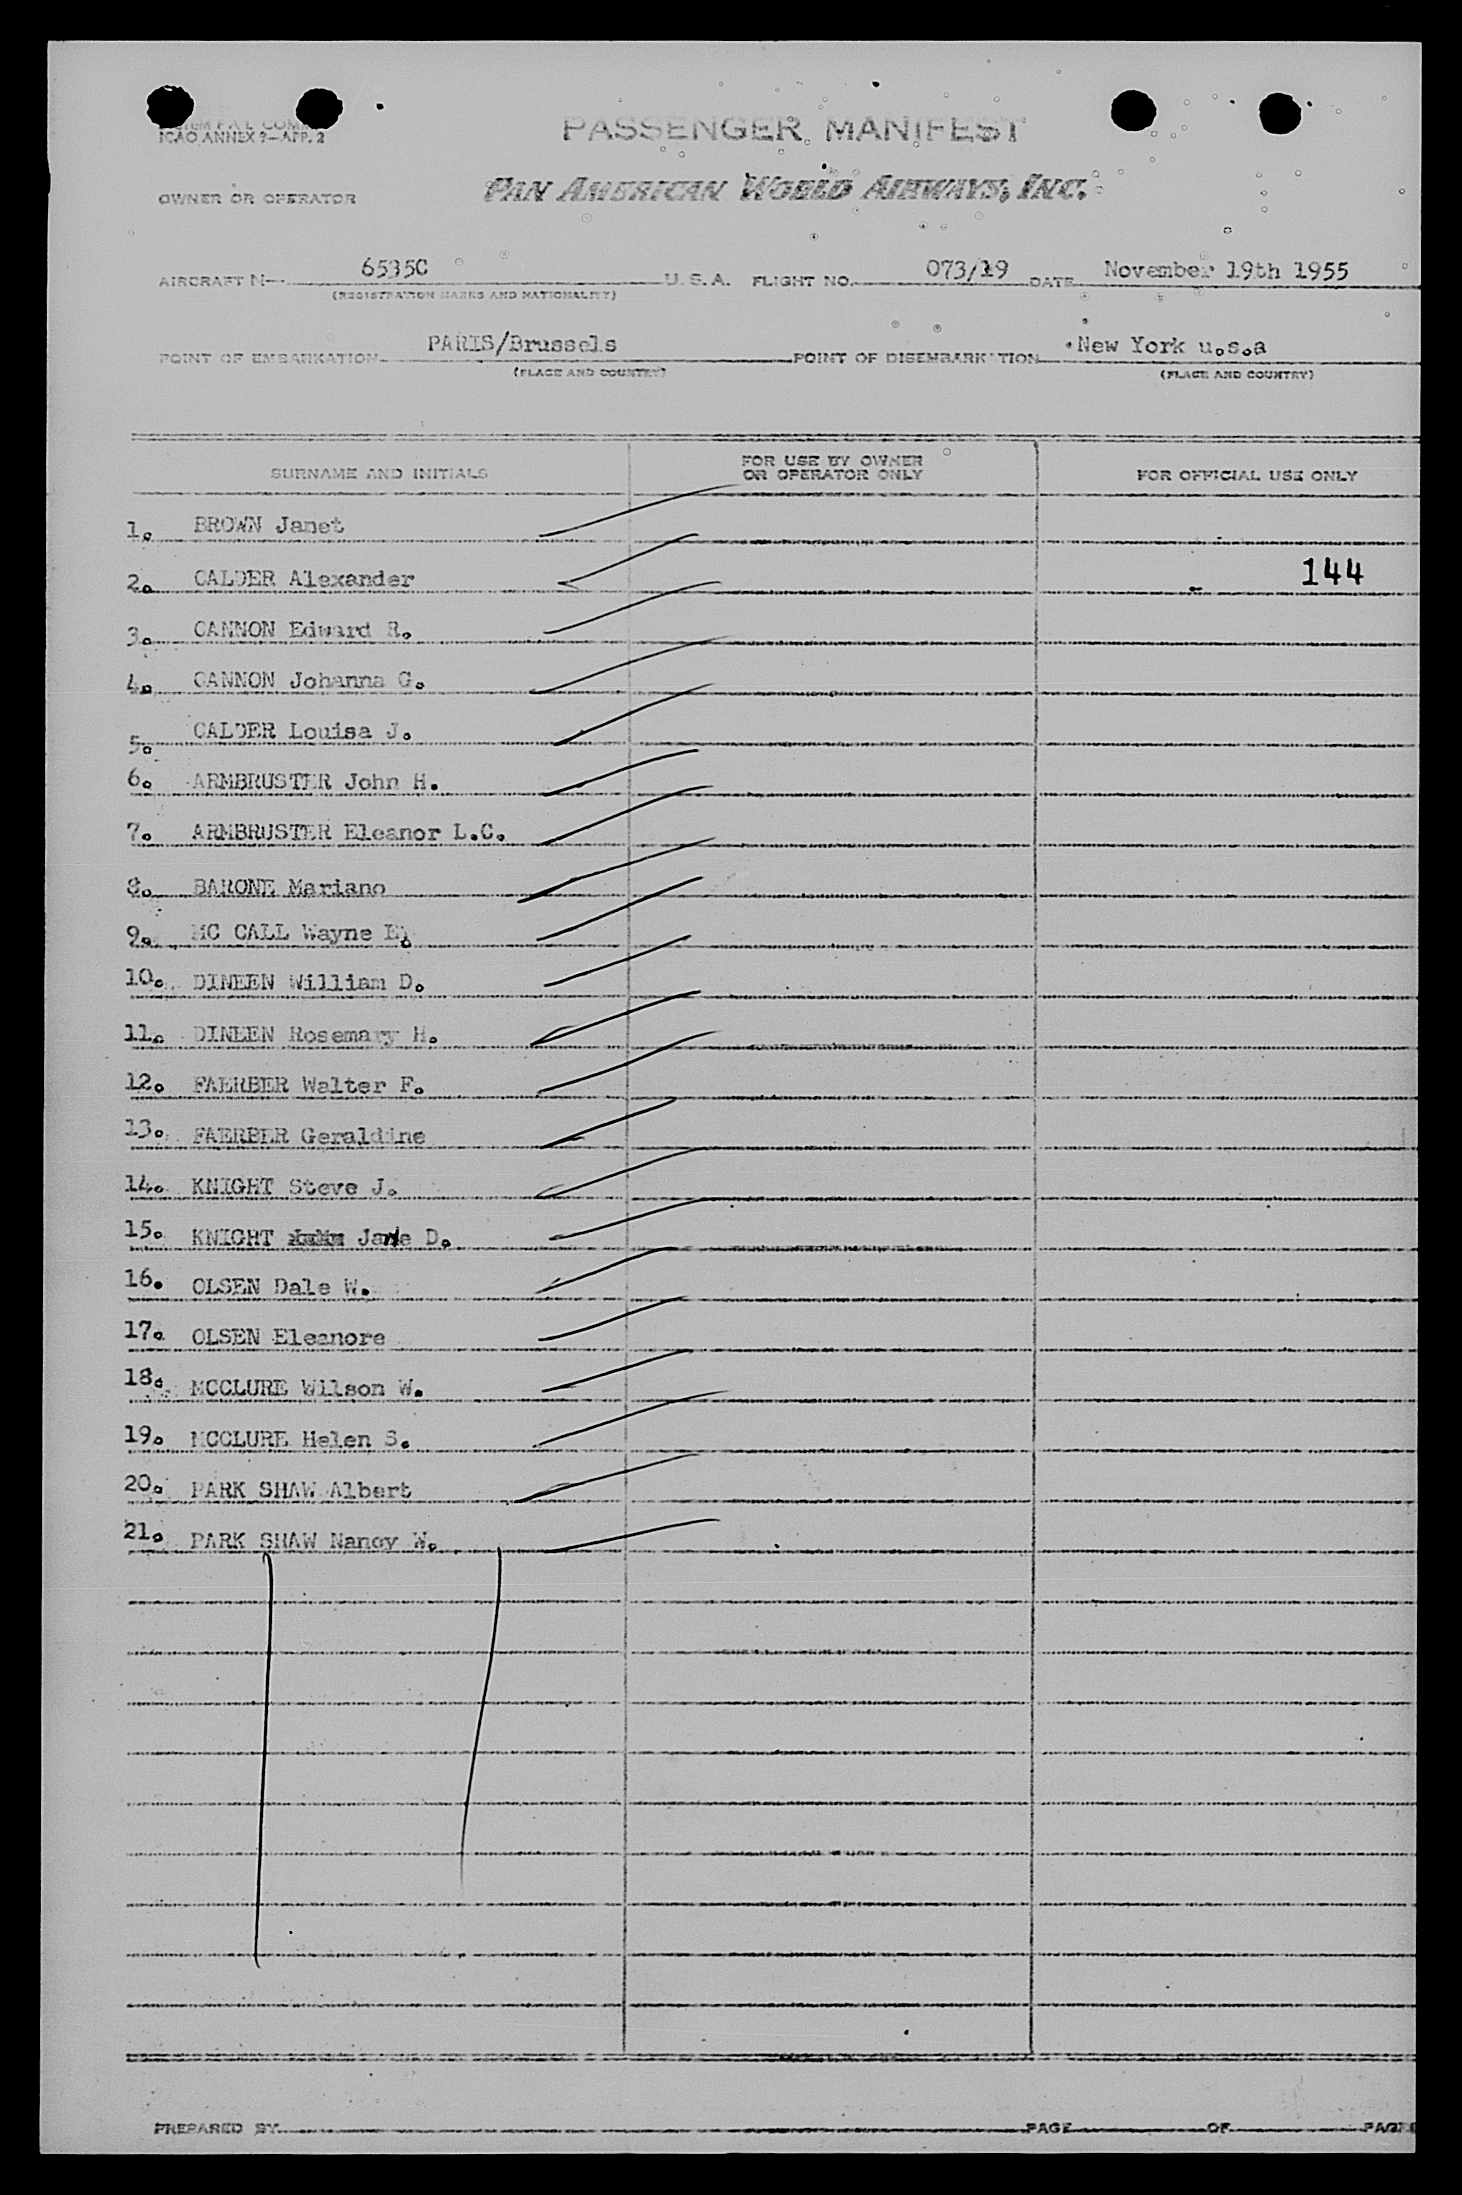 ICAO ANNEX 9—APP. 2
PASSENGER MANIFEST
OWNER OR OPERATOR PAN AMERICAN WORLD AIRWAYS, INC.
AIRCRAFT N— 6535C U. S. A. FLIGHT NO. 073/19 DATE November 19th 1955
(REGISTRATION MARKS AND NATIONALITY)
POINT OF EMBARKATION PARIS/Brussels POINT OF DISEMBARKATION New York u.s.a
(PLACE AND COUNTRY) (PLACE AND COUNTRY)
SURNAME AND INITIALS FOR USE BY OWNER OR OPERATOR ONLY FOR OFFICIAL USE ONLY
1. BROWN Janet
2. CALDER Alexander 144
3. CANNON Edward R.
4. CANNON Johanna G.
5. CALDER Louisa J.
6. ARMBRUSTER John H.
7. ARMBRUSTER Eleanor L.C.
8. BARONE Mariano
9. MC CALL Wayne E.
10. DINEEN William D.
11. DINEEN Rosemary H.
12. FAERBER Walter F.
13. FAERBER Geraldine
14. KNIGHT Steve J.
15. KNIGHT Jane D.
16. OLSEN Dale W.
17. OLSEN Eleanore
18. MCCLURE Wilson W.
19. MCCLURE Helen S.
20. PARK SHAW Albert
21. PARK SHAW Nancy W.
PREPARED BY PAGE OF PAGES